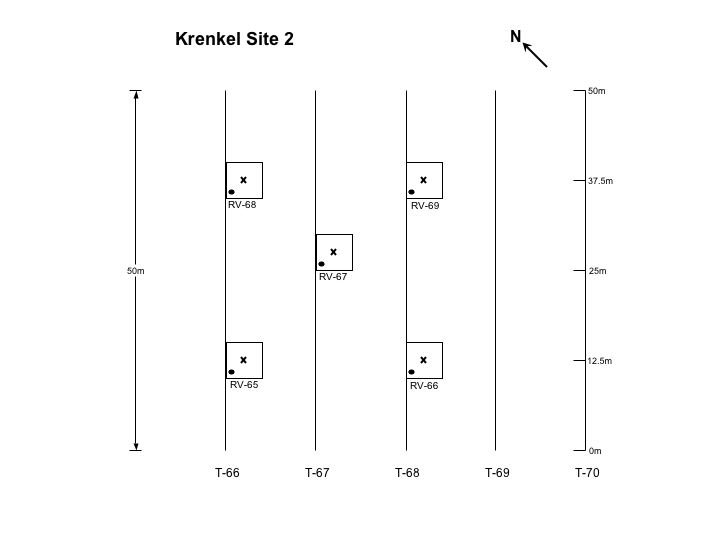 Krenkel Site 2
N
50m
37.5m
RV-68
RV-69
50m
25m
RV-67
12.5m
RV-65
RV-66
0m
T-66
T-67
T-68
T-69
T-70